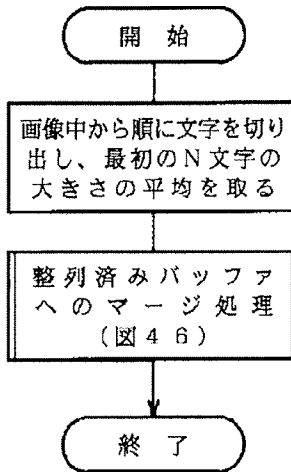 開始
画像中から順に文字を切り
出し、最初のN文字の
大きさの平均を取る
整列済みバッファ
へのマージ処理
(図46)
終了